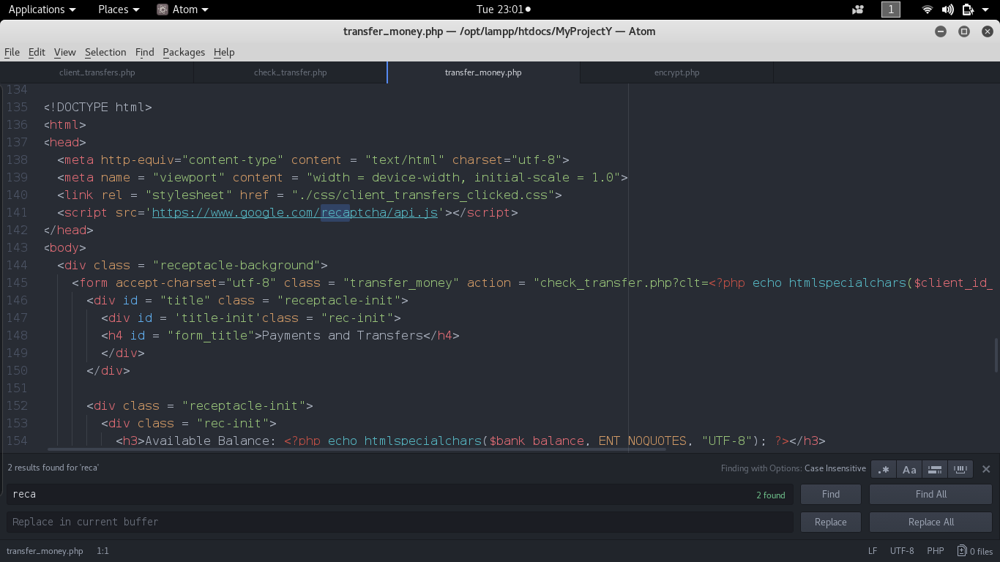 Applications Places Atom Tue 23:01 1
transfer_money.php — /opt/lampp/htdocs/MyProjectY — Atom
File Edit View Selection Find Packages Help
client_transfers.php check_transfer.php transfer_money.php encrypt.php
134
135 <!DOCTYPE html>
136 <html>
137 <head>
138 <meta http-equiv="content-type" content = "text/html" charset="utf-8">
139 <meta name = "viewport" content = "width = device-width, initial-scale = 1.0">
140 <link rel = "stylesheet" href = "./css/client_transfers_clicked.css">
141 <script src='https://www.google.com/recaptcha/api.js'></script>
142 </head>
143 <body>
144 <div class = "receptacle-background">
145 <form accept-charset="utf-8" class = "transfer_money" action = "check_transfer.php?clt=<?php echo htmlspecialchars($client_id_
146 <div id = "title" class = "receptacle-init">
147 <div id = 'title-init'class = "rec-init">
148 <h4 id = "form_title">Payments and Transfers</h4>
149 </div>
150 </div>
151
152 <div class = "receptacle-init">
153 <div class = "rec-init">
154 <h3>Available Balance: <?php echo htmlspecialchars($bank_balance, ENT_NOQUOTES, "UTF-8"); ?></h3>
2 results found for 'reca' Finding with Options: Case Insensitive .* Aa
reca 2 found Find Find All
Replace in current buffer Replace Replace All
transfer_money.php 1:1 LF UTF-8 PHP 0 files